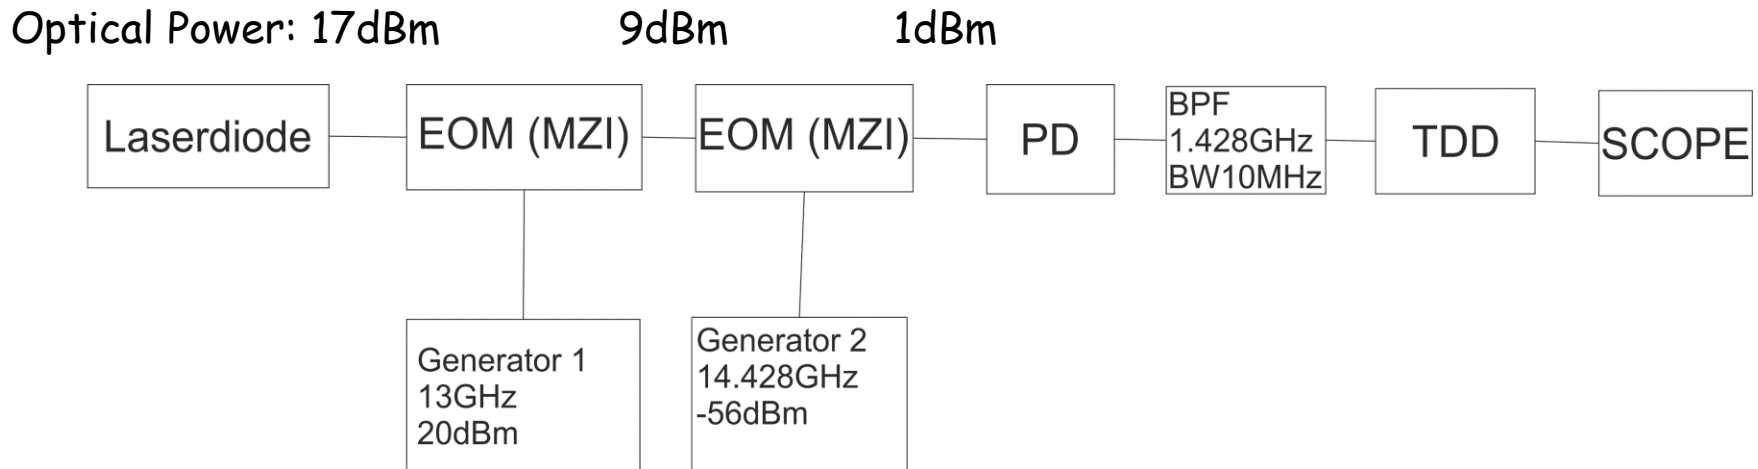 Optical Power: 17dBm 9dBm 1dBm
Laserdiode
EOM (MZI)
EOM (MZI)
PD
BPF
1.428GHz
BW10MHz
TDD
SCOPE
Generator 1
13GHz
20dBm
Generator 2
14.428GHz
-56dBm